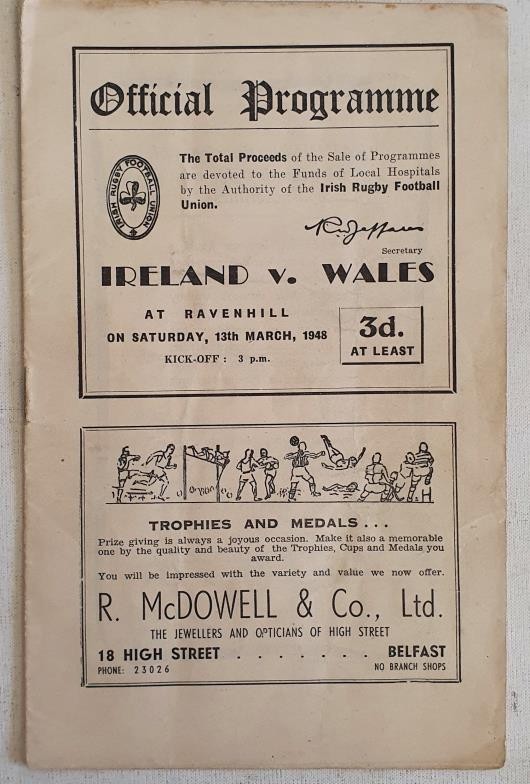 Official Programme
The Total Proceeds of the Sale of Programmes
are devoted to the Funds of Local Hospitals
by the Authority of the Irish Rugby Football
Union.
IRISH RUGBY FOOTBALL UNION
Secretary
IRELAND v. WALES
AT RAVENHILL
ON SATURDAY, 13th MARCH, 1948
KICK-OFF : 3 p.m.
3d.
AT LEAST
TROPHIES AND MEDALS . . .
Prize giving is always a joyous occasion. Make it also a memorable
one by the quality and beauty of the Trophies, Cups and Medals you
award.
You will be impressed with the variety and value we now offer.
R. McDOWELL & Co., Ltd.
THE JEWELLERS AND OPTICIANS OF HIGH STREET
18 HIGH STREET . . . . . . . BELFAST
PHONE: 23026 NO BRANCH SHOPS